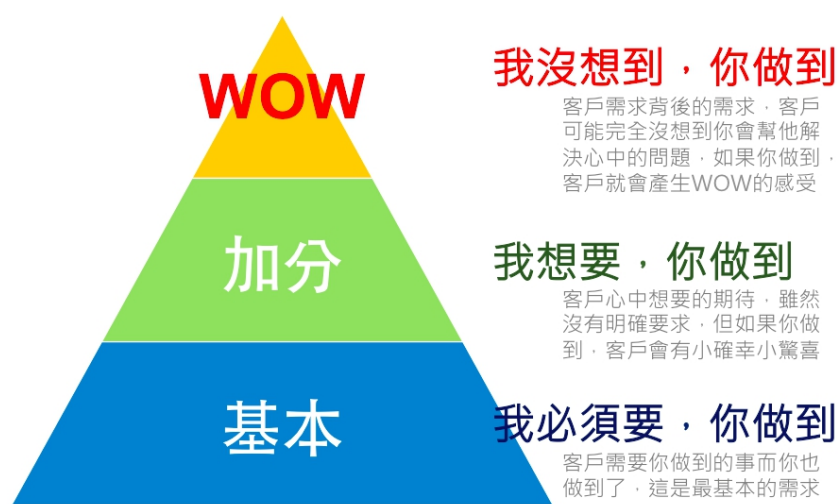 WOW
我沒想到，你做到
客戶需求背後的需求，客戶
可能完全沒想到你會幫他解
決心中的問題，如果你做到，
客戶就會產生WOW的感受
加分
我想要，你做到
客戶心中想要的期待，雖然
沒有明確要求，但如果你做
到，客戶會有小確幸小驚喜
基本
我必須要，你做到
客戶需要你做到的事而你也
做到了，這是最基本的需求